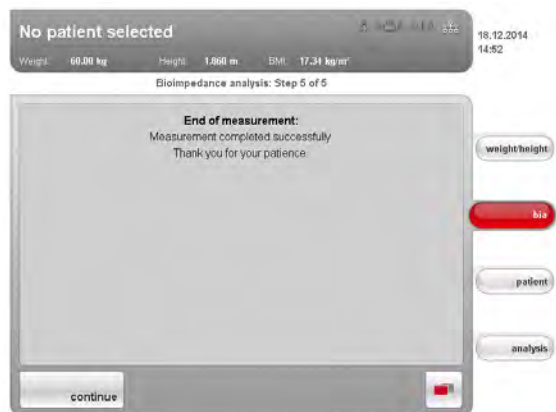 No patient selected
Weight: 60.00 kg Height: 1.860 m BMI: 17.34 kg/m²
18.12.2014
14:52
Bioimpedance analysis: Step 5 of 5
End of measurement:
Measurement completed successfully
Thank you for your patience.
weight/height
bia
patient
analysis
continue